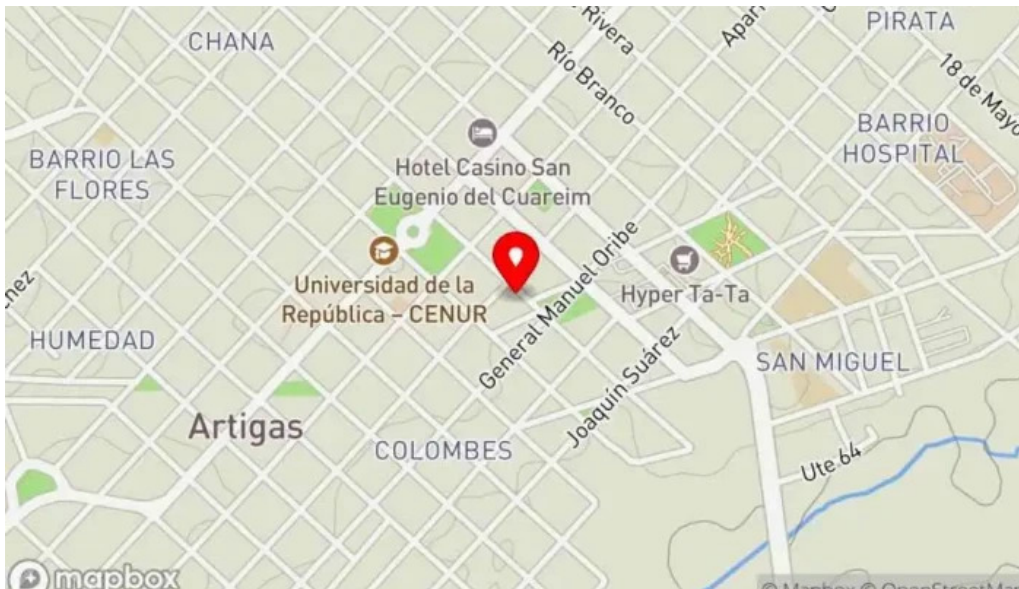 CHANA
Rivera
Río Branco
Apari
PIRATA
18 de Mayo
BARRIO
HOSPITAL
BARRIO LAS
FLORES
Hotel Casino San
Eugenio del Cuareim
Universidad de la
República – CENUR
General Manuel Oribe
Hyper Ta-Ta
nez
HUMEDAD
Joaquín Suárez
SAN MIGUEL
Artigas
COLOMBES
Ute 64
mapbox
© Mapbox © OpenStreetMap